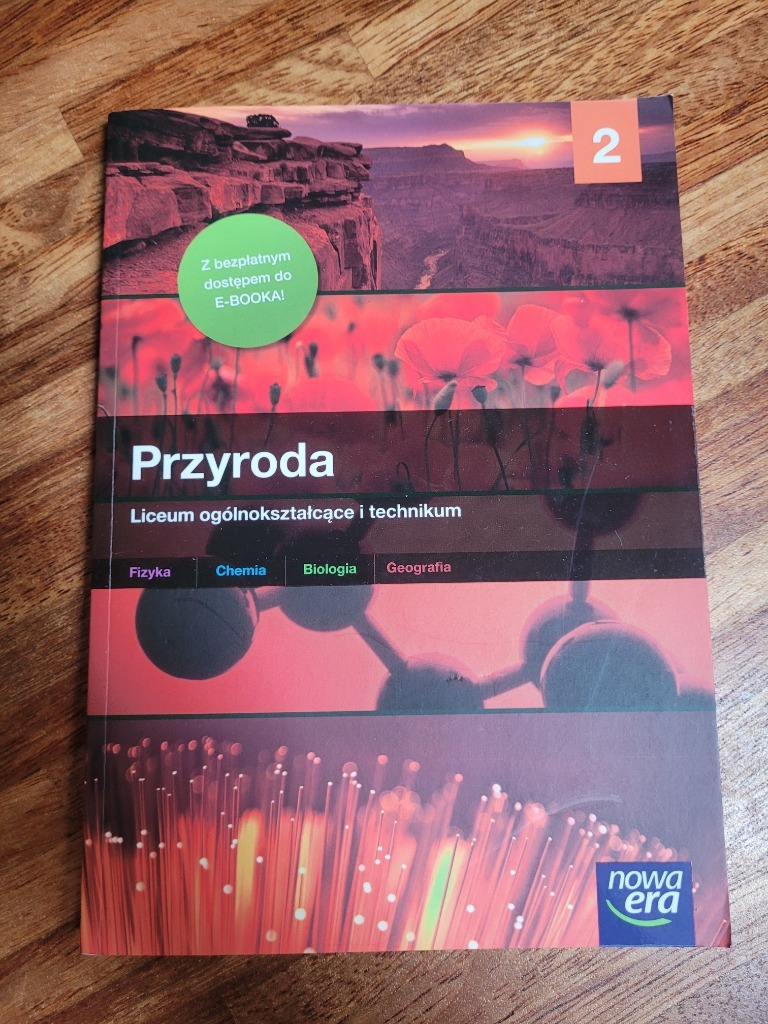 2
Z bezpłatnym
dostępem do
E-BOOKA!
Przyroda
Liceum ogólnokształcące i technikum
Fizyka Chemia Biologia Geografia
nowa
era